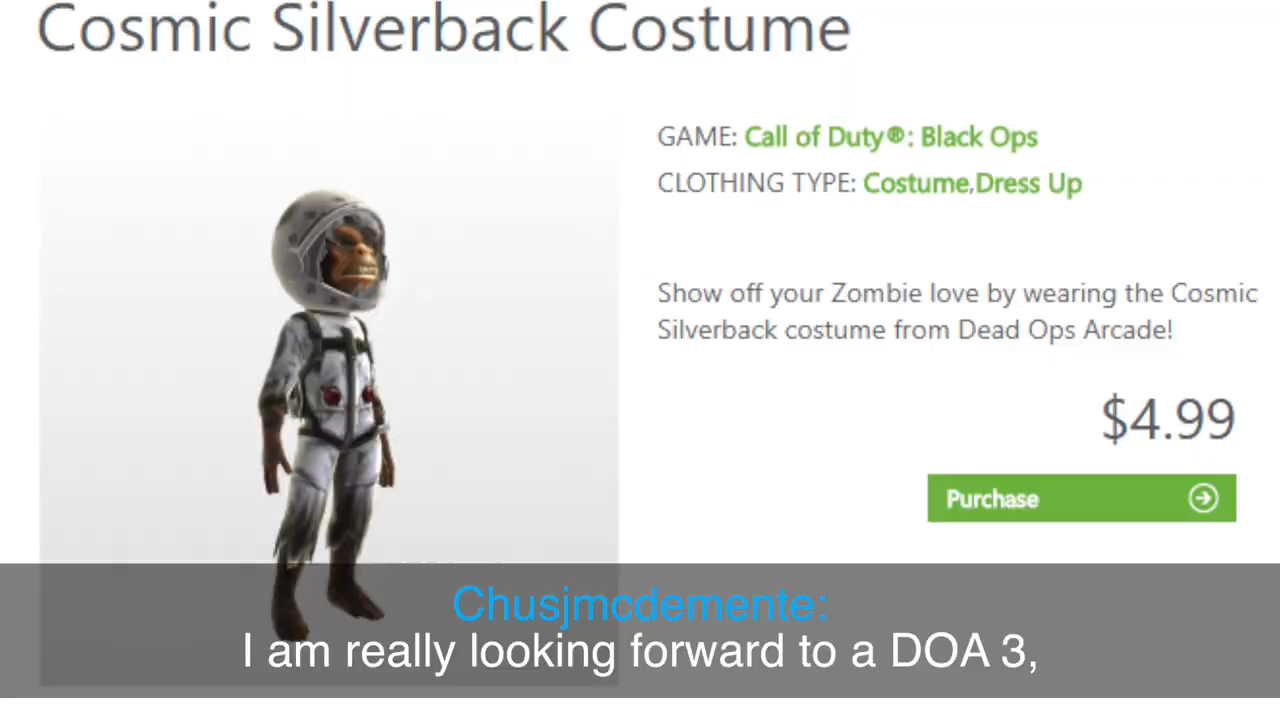 Cosmic Silverback Costume
GAME: Call of Duty®: Black Ops
CLOTHING TYPE: Costume,Dress Up
Show off your Zombie love by wearing the Cosmic
Silverback costume from Dead Ops Arcade!
$4.99
Purchase
Chusjmcdemente:
I am really looking forward to a DOA 3,